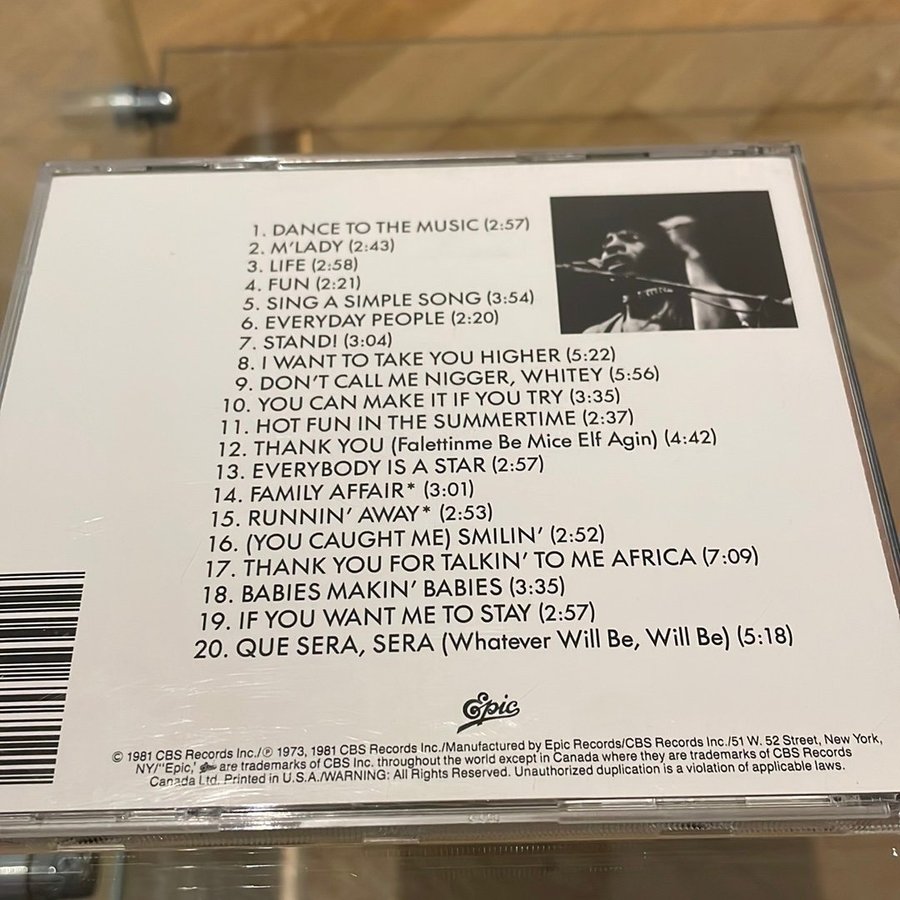 1. DANCE TO THE MUSIC (2:57)
2. M'LADY (2:43)
3. LIFE (2:58)
4. FUN (2:21)
5. SING A SIMPLE SONG (3:54)
6. EVERYDAY PEOPLE (2:20)
7. STAND! (3:04)
8. I WANT TO TAKE YOU HIGHER (5:22)
9. DON'T CALL ME NIGGER, WHITEY (5:56)
10. YOU CAN MAKE IT IF YOU TRY (3:35)
11. HOT FUN IN THE SUMMERTIME (2:37)
12. THANK YOU (Falettinme Be Mice Elf Agin) (4:42)
13. EVERYBODY IS A STAR (2:57)
14. FAMILY AFFAIR* (3:01)
15. RUNNIN' AWAY* (2:53)
16. (YOU CAUGHT ME) SMILIN' (2:52)
17. THANK YOU FOR TALKIN' TO ME AFRICA (7:09)
18. BABIES MAKIN' BABIES (3:35)
19. IF YOU WANT ME TO STAY (2:57)
20. QUE SERA, SERA (Whatever Will Be, Will Be) (5:18)
Epic
© 1981 CBS Records Inc./℗ 1973, 1981 CBS Records Inc./Manufactured by Epic Records/CBS Records Inc./51 W. 52 Street, New York,
NY/"Epic,' are trademarks of CBS Inc. throughout the world except in Canada where they are trademarks of CBS Records
Canada Ltd. Printed in U.S.A./WARNING: All Rights Reserved. Unauthorized duplication is a violation of applicable laws.